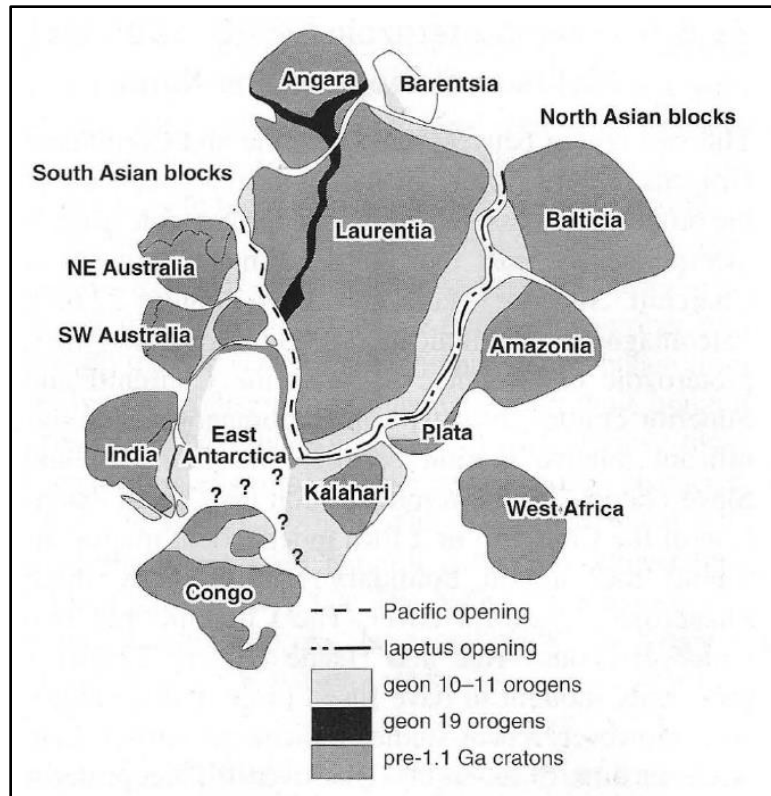 Angara
Barentsia
North Asian blocks
South Asian blocks
Laurentia
Balticia
NE Australia
SW Australia
Amazonia
East
Antarctica
Plata
India
Kalahari
West Africa
? ? ?
?
?
Congo
Pacific opening
Iapetus opening
geon 10–11 orogens
geon 19 orogens
pre-1.1 Ga cratons